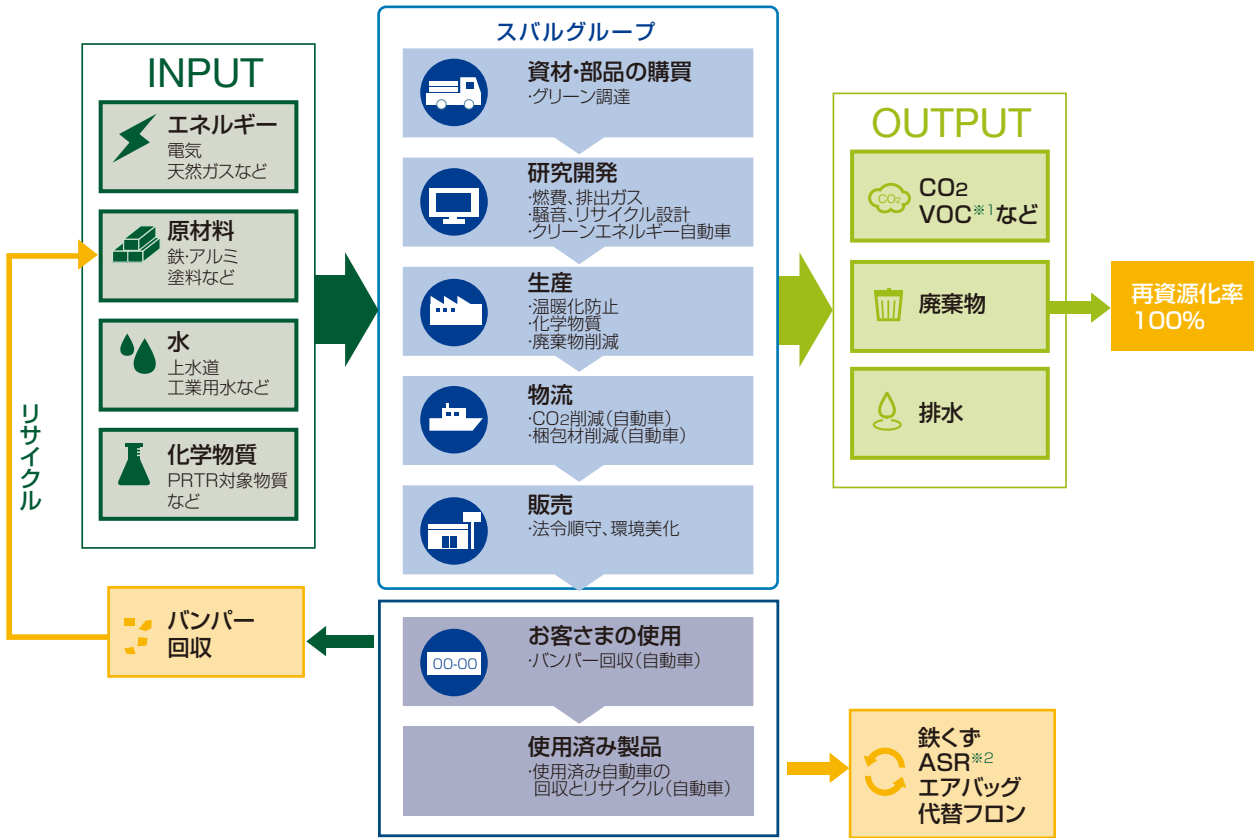 INPUT
エネルギー
電気
天然ガスなど
原材料
鉄・アルミ
塗料など
水
上水道
工業用水など
化学物質
PRTR対象物質
など
リサイクル
スバルグループ
資材・部品の購買
・グリーン調達
研究開発
・燃費、排出ガス
・騒音、リサイクル設計
・クリーンエネルギー自動車
生産
・温暖化防止
・化学物質
・廃棄物削減
物流
・CO2削減(自動車)
・梱包材削減(自動車)
販売
・法令順守、環境美化
OUTPUT
CO2
CO2
VOC※1など
廃棄物
排水
再資源化率
100%
バンパー
回収
00-00
お客さまの使用
・バンパー回収(自動車)
使用済み製品
・使用済み自動車の
回収とリサイクル(自動車)
鉄くず
ASR※2
エアバッグ
代替フロン